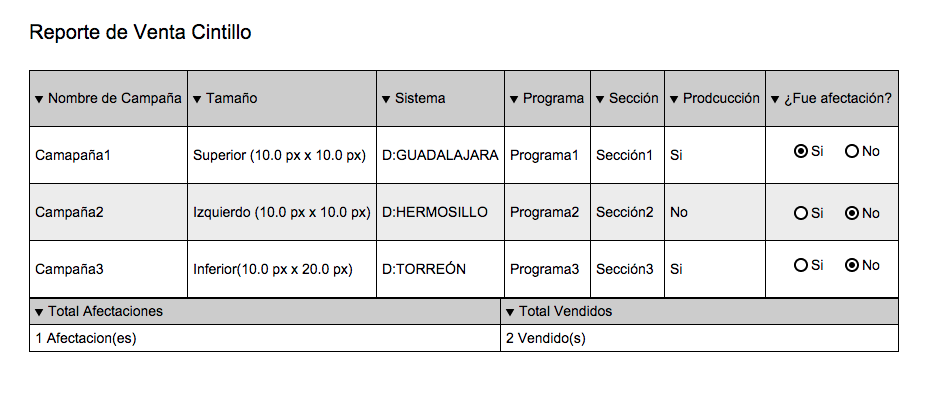 Reporte de Venta Cintillo
▼ Nombre de Campaña ▼ Tamaño ▼ Sistema ▼ Programa ▼ Sección ▼ Prodcucción ▼ ¿Fue afectación?
Camapaña1 Superior (10.0 px x 10.0 px) D:GUADALAJARA Programa1 Sección1 Si Si No
Campaña2 Izquierdo (10.0 px x 10.0 px) D:HERMOSILLO Programa2 Sección2 No Si No
Campaña3 Inferior(10.0 px x 20.0 px) D:TORREÓN Programa3 Sección3 Si Si No
▼ Total Afectaciones ▼ Total Vendidos
1 Afectacion(es) 2 Vendido(s)